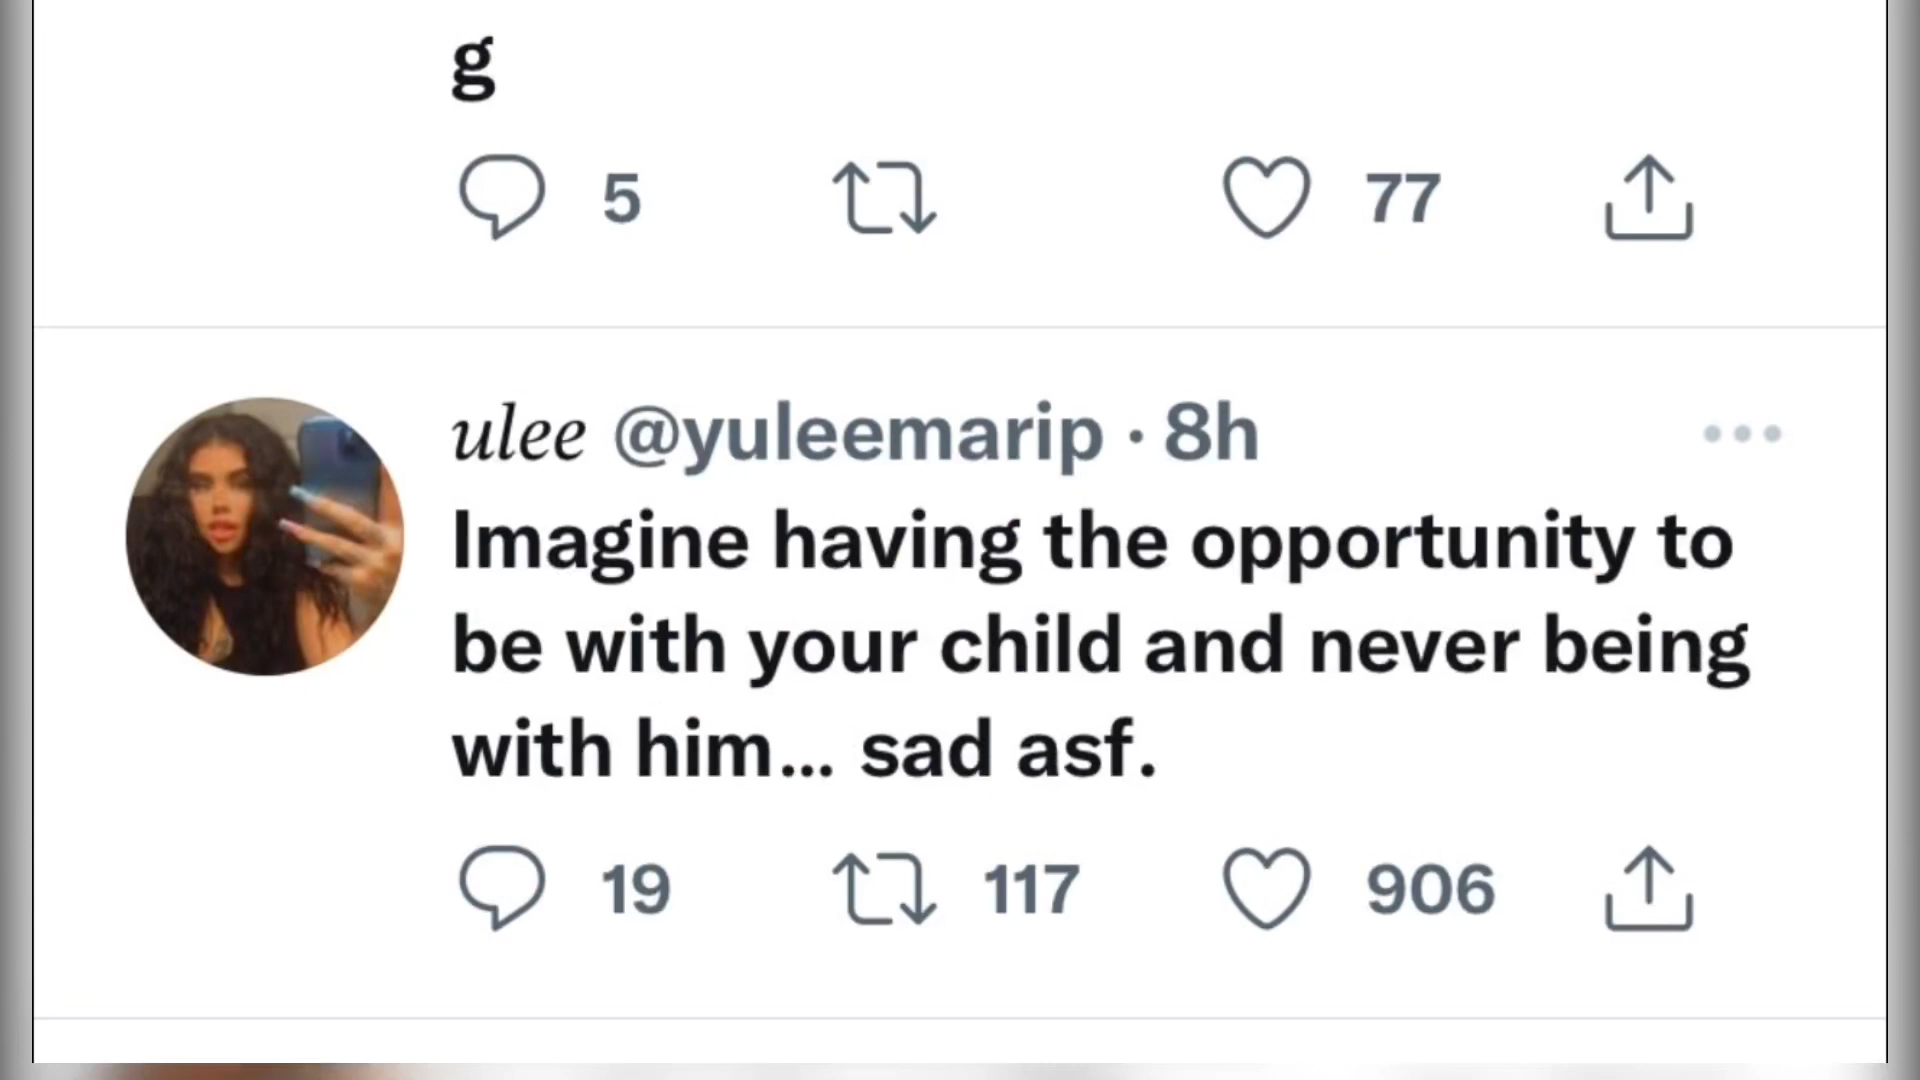 g
5 77
ulee @yuleemarip · 8h
Imagine having the opportunity to
be with your child and never being
with him... sad asf.
19 117 906